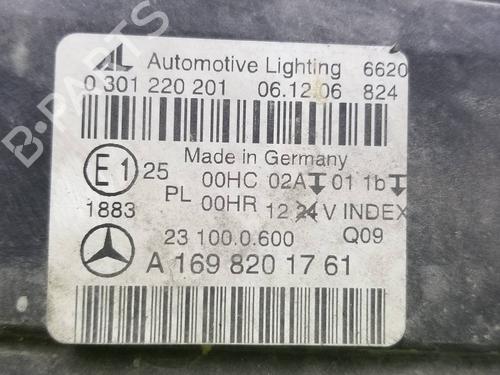 AL Automotive Lighting 6620
0 301 220 201 06.12.06 824
Made in Germany
E1 25 00HC 02A 01 1b
PL 00HR 12 24 V INDEX
1883
23 100.0.600 Q09
A 169 820 17 61
B-PARTS